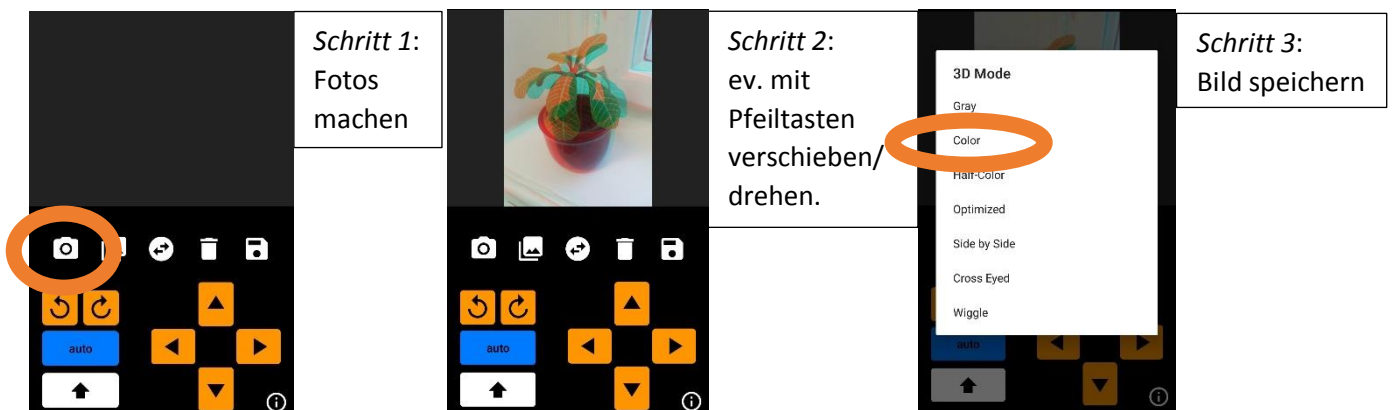 Schritt 1:
Fotos
machen
auto
Schritt 2:
ev. mit
Pfeiltasten
verschieben/
drehen.
auto
3D Mode
Gray
Color
Half-Color
Optimized
Side by Side
Cross Eyed
Wiggle
auto
Schritt 3:
Bild speichern